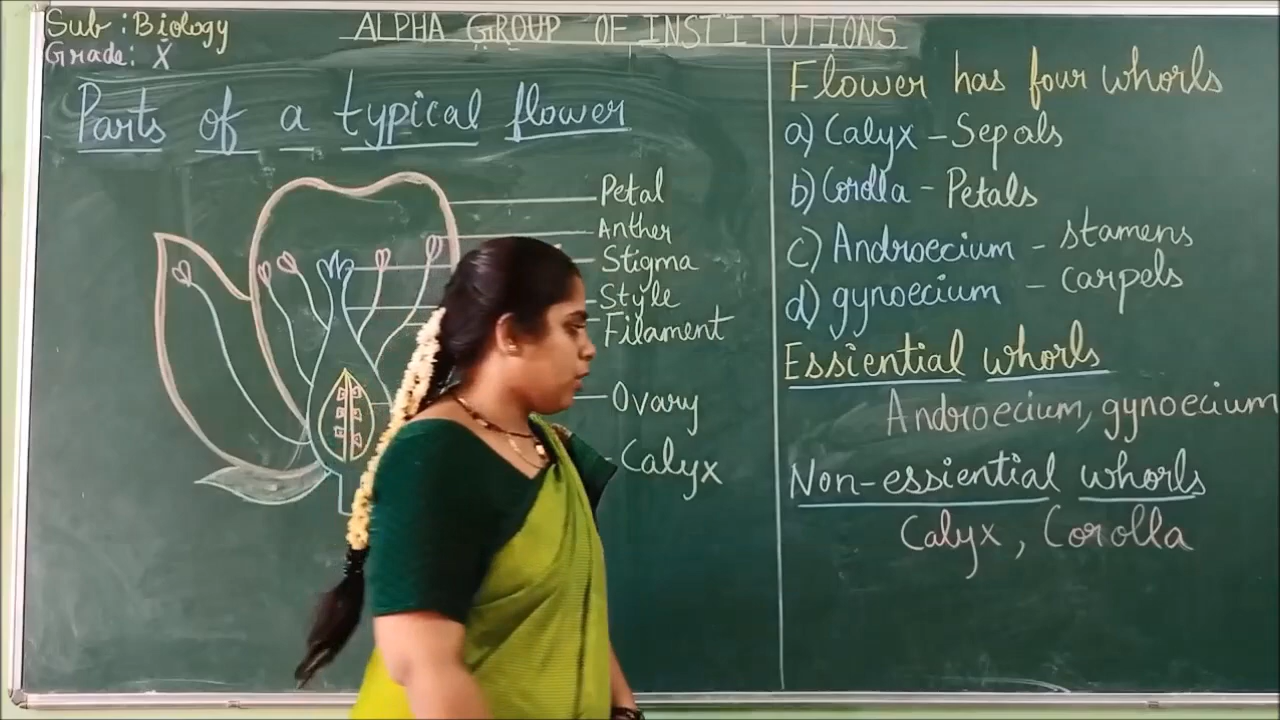 Sub : Biology
Grade: X
ALPHA GROUP OF INSTITUTIONS
Parts of a typical flower
Petal
Anther
Stigma
Style
Filament
Ovary
Calyx
Flower has four whorls
a) Calyx - Sepals
b) Corolla - Petals
c) Androecium - stamens
d) gynoecium - carpels
Essiential whorls
Androecium, gynoecium
Non-essiential whorls
Calyx, Corolla